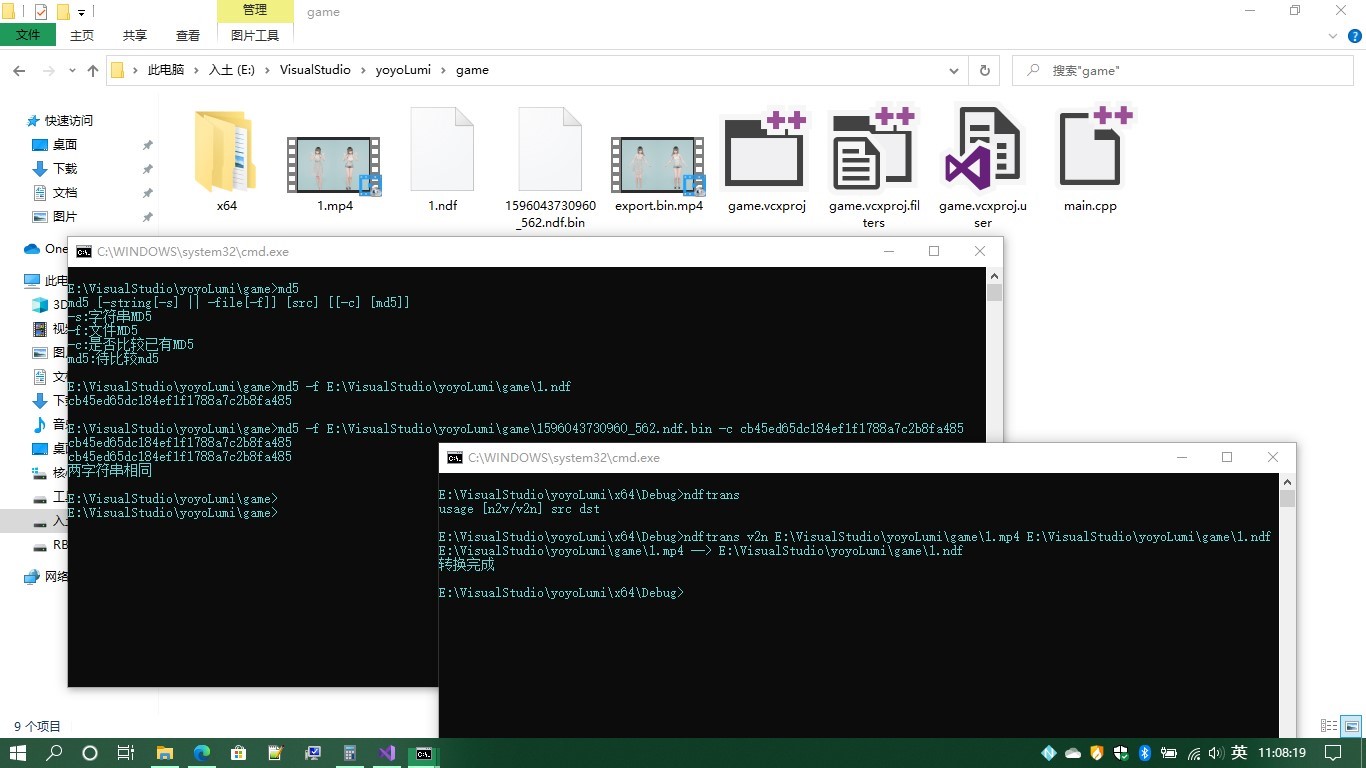 管理
game
文件
主页
共享
查看
图片工具
此电脑
入土 (E:)
VisualStudio
yoyoLumi
game
搜索"game"
快速访问
桌面
下载
文档
图片
One
此电
3D
视
图
文
下
音
桌
核
工
入土
RB
网络
x64
1.mp4
1.ndf
1596043730960
_562.ndf.bin
export.bin.mp4
game.vcxproj
game.vcxproj.fil
ters
game.vcxproj.u
ser
main.cpp
C:\WINDOWS\system32\cmd.exe
E:\VisualStudio\yoyoLumi\game>md5
md5 [-string[-s] || -file[-f]] [src] [[-c] [md5]]
-s:字符串MD5
-f:文件MD5
-c:是否比较已有MD5
md5:待比较md5
E:\VisualStudio\yoyoLumi\game>md5 -f E:\VisualStudio\yoyoLumi\game\1.ndf
cb45ed65dc184ef1f1788a7c2b8fa485
E:\VisualStudio\yoyoLumi\game>md5 -f E:\VisualStudio\yoyoLumi\game\1596043730960_562.ndf.bin -c cb45ed65dc184ef1f1788a7c2b8fa485
cb45ed65dc184ef1f1788a7c2b8fa485
cb45ed65dc184ef1f1788a7c2b8fa485
两字符串相同
E:\VisualStudio\yoyoLumi\game>
E:\VisualStudio\yoyoLumi\game>
C:\WINDOWS\system32\cmd.exe
E:\VisualStudio\yoyoLumi\x64\Debug>ndftrans
usage [n2v/v2n] src dst
E:\VisualStudio\yoyoLumi\x64\Debug>ndftrans v2n E:\VisualStudio\yoyoLumi\game\1.mp4 E:\VisualStudio\yoyoLumi\game\1.ndf
E:\VisualStudio\yoyoLumi\game\1.mp4 --> E:\VisualStudio\yoyoLumi\game\1.ndf
转换完成
E:\VisualStudio\yoyoLumi\x64\Debug>
9 个项目
英
11:08:19